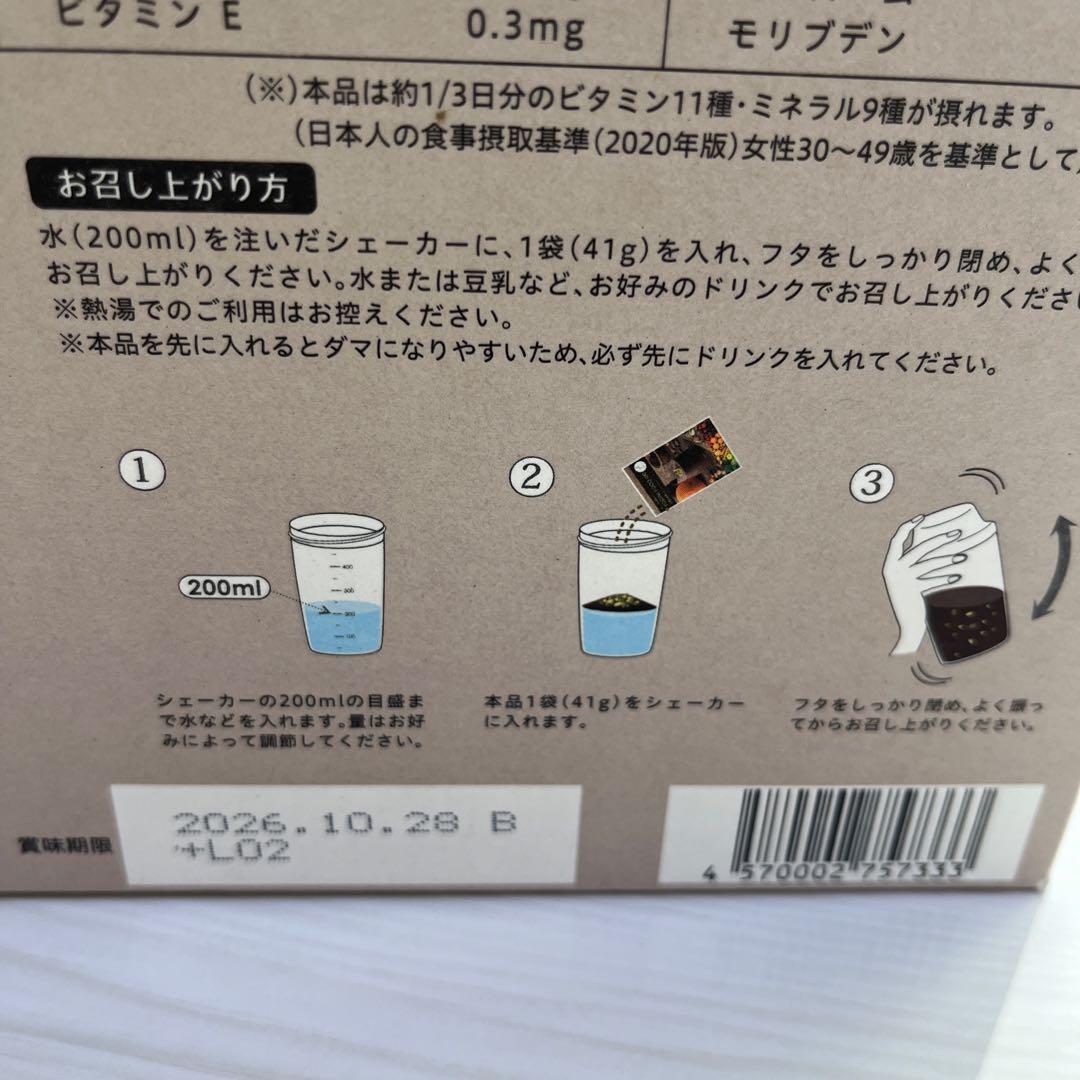 ビタミン E
0.3mg
モリブデン
(※)本品は約1/3日分のビタミン11種・ミネラル9種が摂れます。
(日本人の食事摂取基準(2020年版)女性30〜49歳を基準として)
お召し上がり方
水(200ml)を注いだシェーカーに、1袋(41g)を入れ、フタをしっかり閉め、よく
お召し上がりください。水または豆乳など、お好みのドリンクでお召し上がりくださ
※熱湯でのご利用はお控えください。
※本品を先に入れるとダマになりやすいため、必ず先にドリンクを入れてください。
1
2
3
400
300
200
100
200ml
シェーカーの200mlの目盛ま
で水などを入れます。量はお好
みによって調節してください。
本品1袋(41g)をシェーカー
に入れます。
フタをしっかり閉め、よく振っ
てからお召し上がりください。
賞味期限
2026.10.28 B
+L02
4 570002 757333